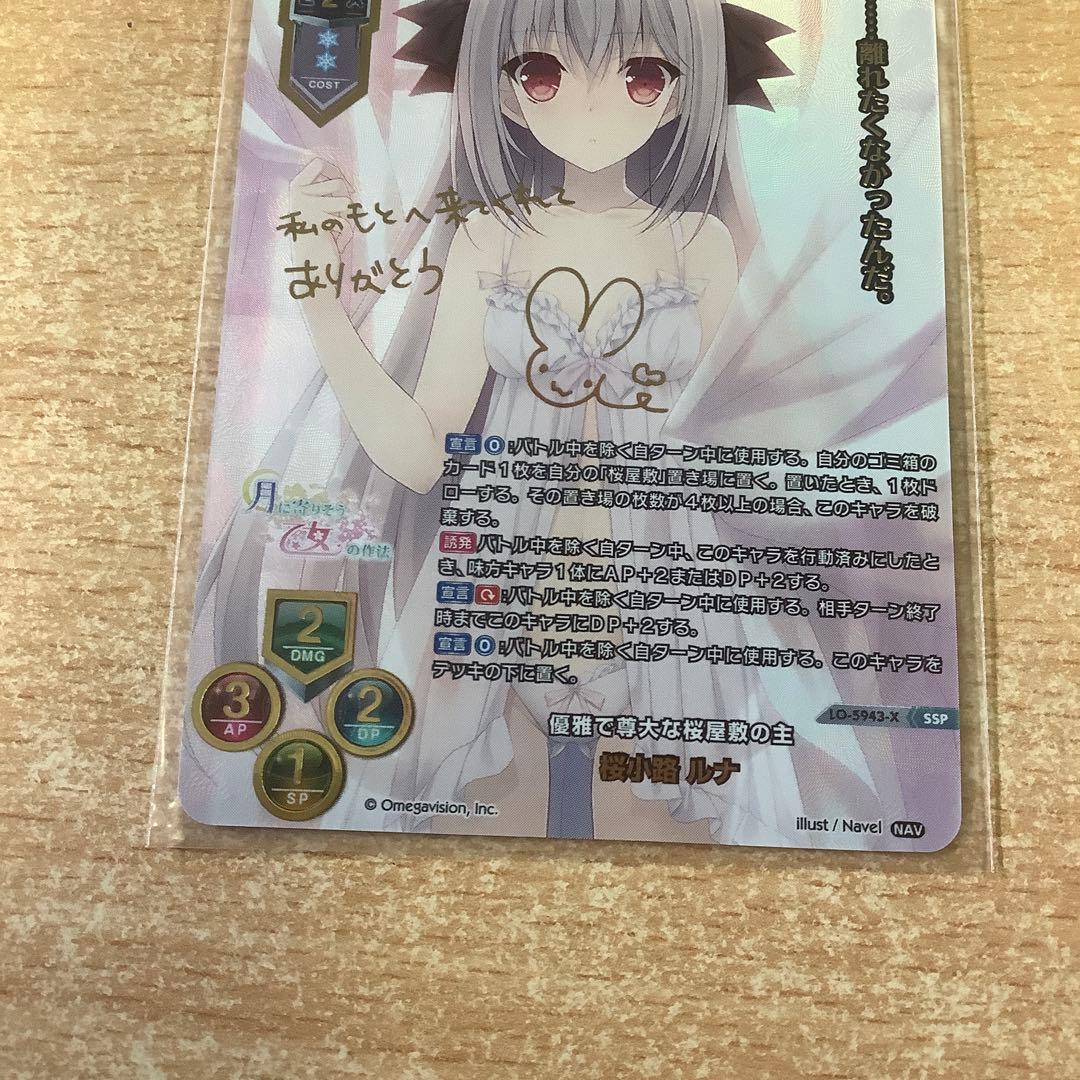 2
COST
……離れたくなかったんだ。
私のもとへ来てくれて
ありがとう
宣言 0:バトル中を除く自ターン中に使用する。自分のゴミ箱の
カード1枚を自分の「桜屋敷」置き場に置く。置いたとき、1枚ド
ローする。その置き場の枚数が4枚以上の場合、このキャラを破
棄する。
誘発 バトル中を除く自ターン中、このキャラを行動済みにしたと
き、味方キャラ1体にAP+2またはDP+2する。
宣言 :バトル中を除く自ターン中に使用する。相手ターン終了
時までこのキャラにDP+2する。
宣言 0:バトル中を除く自ターン中に使用する。このキャラを
デッキの下に置く。
月に寄りそう
乙女の作法
2
DMG
3
AP
2
DP
1
SP
LO-5943-X SSP
優雅で尊大な桜屋敷の主
桜小路 ルナ
© Omegavision, Inc.
illust / Navel NAV